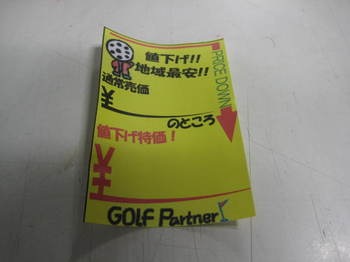 値下げ!!
地域最安!!
通常売価
¥
のところ
PRICE DOWN
値下げ特価！
¥
GOLF Partner